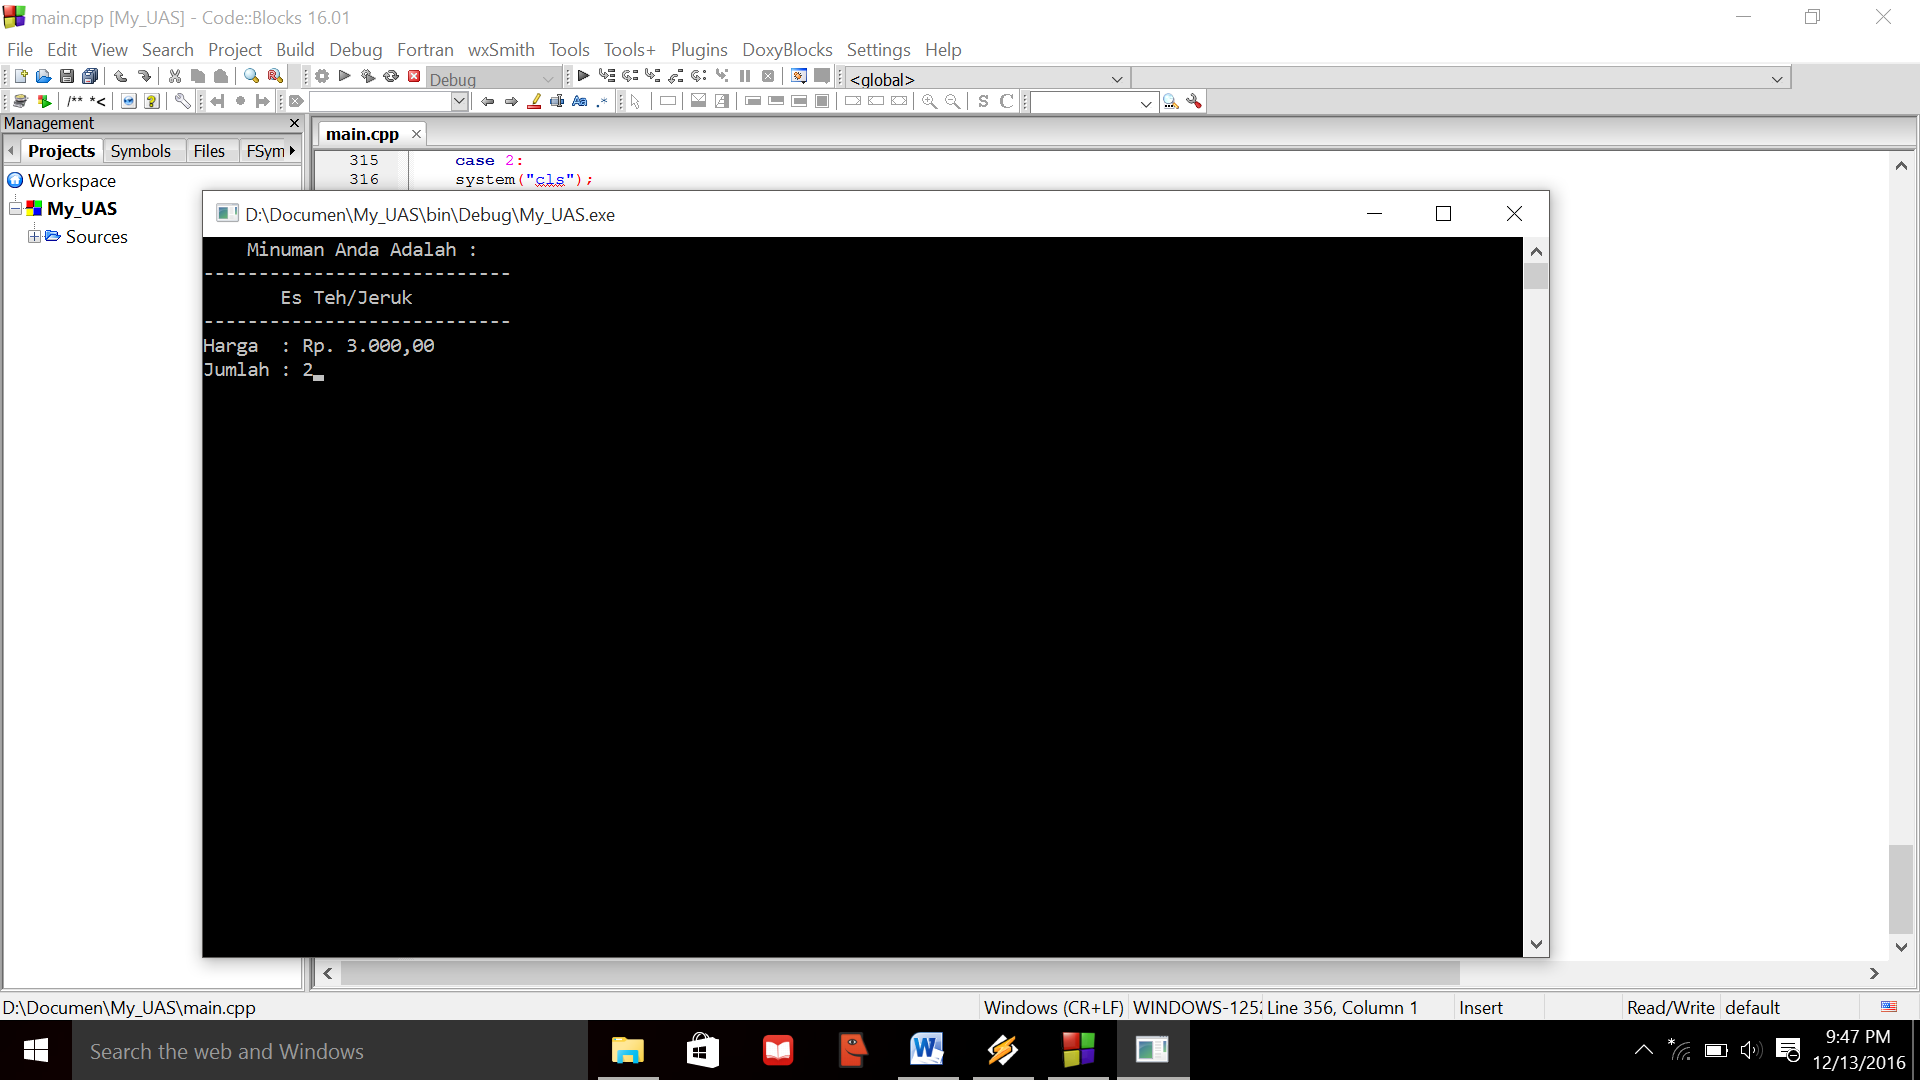 main.cpp [My_UAS] - Code::Blocks 16.01
File Edit View Search Project Build Debug Fortran wxSmith Tools Tools+ Plugins DoxyBlocks Settings Help
Debug
<global>
/** *<
S C
Management
Projects Symbols Files FSym
main.cpp
Workspace
My_UAS
Sources
315 case 2:
316 system("cls");
D:\Documen\My_UAS\bin\Debug\My_UAS.exe
Minuman Anda Adalah :
----------------------------
Es Teh/Jeruk
----------------------------
Harga : Rp. 3.000,00
Jumlah : 2_
D:\Documen\My_UAS\main.cpp Windows (CR+LF) WINDOWS-125 Line 356, Column 1 Insert Read/Write default
Search the web and Windows
9:47 PM
12/13/2016